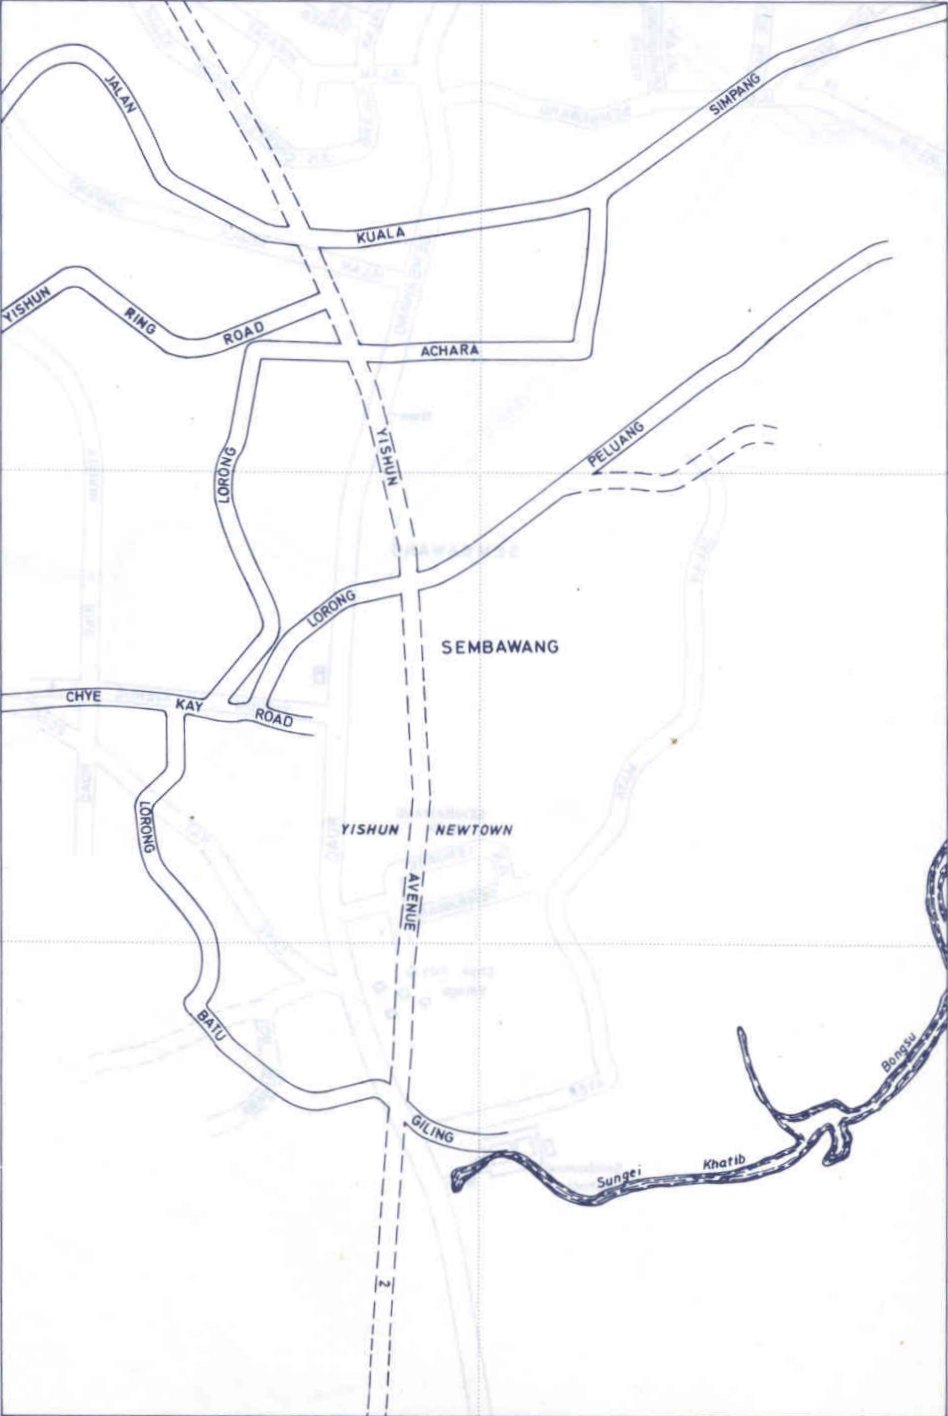 JALAN
SIMPANG
KUALA
YISHUN
RING
ROAD
ACHARA
YISHUN
PELUANG
LORONG
LORONG
SEMBAWANG
CHYE
KAY
ROAD
LORONG
YISHUN NEWTOWN
AVENUE
BATU
Bongsu
GILING
Khatib
Sungei
2